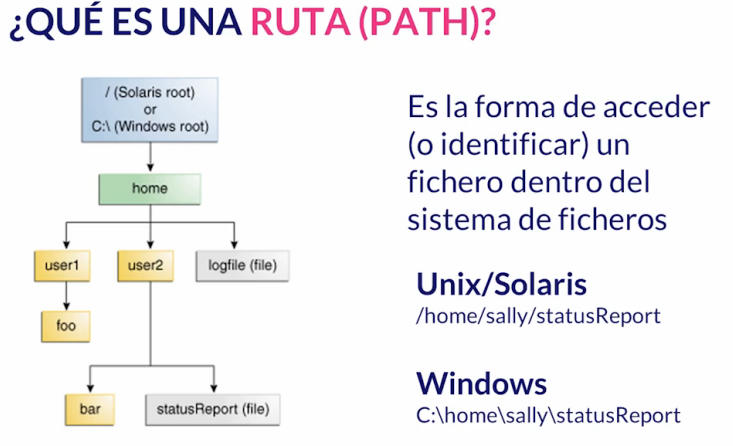 ¿QUÉ ES UNA RUTA (PATH)?
/ (Solaris root)
or
C:\ (Windows root)
home
user1
user2
logfile (file)
foo
bar
statusReport (file)
Es la forma de acceder
(o identificar) un
fichero dentro del
sistema de ficheros
Unix/Solaris
/home/sally/statusReport
Windows
C:\home\sally\statusReport